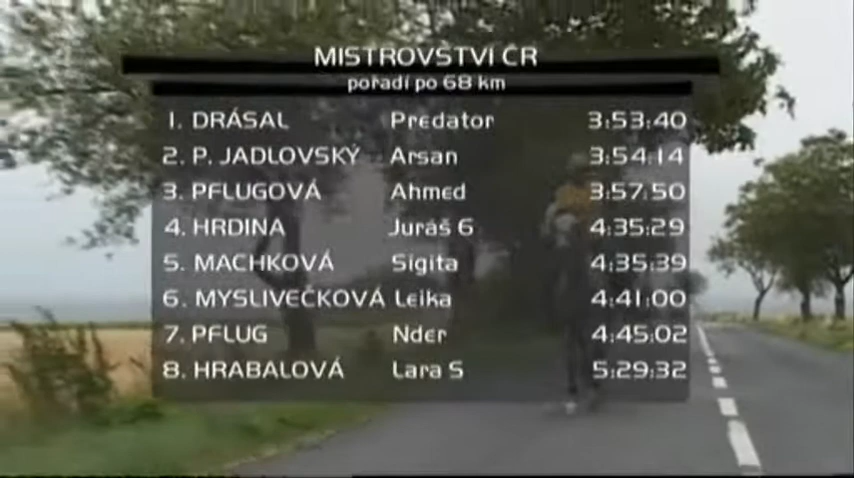 MISTROVSTVÍ ČR
pořadí po 68 km
1. DRÁSAL Predator 3:53:40
2. P. JADLOVSKÝ Arsan 3:54:14
3. PFLUGOVÁ Ahmed 3:57:50
4. HRDINA Juráš 6 4:35:29
5. MACHKOVÁ Sigita 4:35:39
6. MYSLIVEČKOVÁ Leika 4:41:00
7. PFLUG Nder 4:45:02
8. HRABALOVÁ Lara S 5:29:32